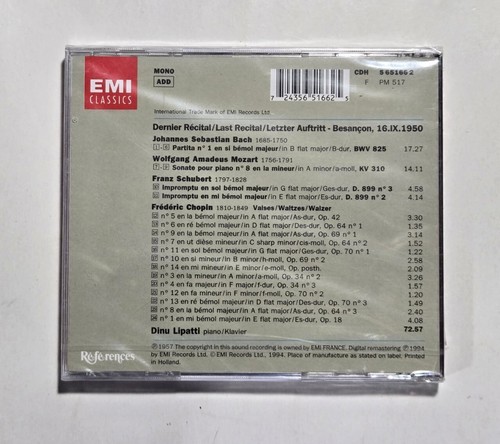 EMI
CLASSICS
MONO
ADD
CDH 5 65166 2
F PM 517
7 24356 51662 3
International Trade Mark of EMI Records Ltd
Dernier Récital/Last Recital/Letzter Auftritt - Besançon, 16.IX.1950
Johannes Sebastian Bach 1685-1750
Partita n° 1 en si bémol majeur/in B flat major/B-dur, BWV 825 17.27
Wolfgang Amadeus Mozart 1756-1791
Sonate pour piano n° 8 en la mineur/in A minor/a-moll, KV 310 14.11
Franz Schubert 1797-1828
Impromptu en sol bémol majeur/in G flat major/Ges-dur, D. 899 n° 3 4.58
Impromptu en mi bémol majeur/in E flat major/Es-dur, D. 899 n° 2 4.14
Frédéric Chopin 1810-1849 Valses/Waltzes/Walzer
n° 5 en la bémol majeur/in A flat major/As-dur, Op. 42 3.30
n° 6 en ré bémol majeur/in D flat major/Des-dur, Op. 64 n° 1 1.35
n° 9 en la bémol majeur/in A flat major/As-dur, Op. 69 n° 1 3.14
n° 7 en ut dièse mineur/in C sharp minor/cis-moll, Op. 64 n° 2 1.52
n° 11 en sol bémol majeur/in G flat major/Ges-dur, Op. 70 n° 1 1.22
n° 10 en si mineur/in B minor/h-moll, Op. 69 n° 2 2.58
n° 14 en mi mineur/in E minor/e-moll, Op. posth. 2.09
n° 3 en la mineur/in A minor/a-moll, Op. 34 n° 2 3.26
n° 4 en fa majeur/in F major/f-dur, Op. 34 n° 3 1.57
n° 12 en fa mineur/in F minor/f-moll, Op. 70 n° 2 1.20
n° 13 en ré bémol majeur/in D flat major/Des-dur, Op. 70 n° 3 1.49
n° 8 en la bémol majeur/in A flat major/As-dur, Op. 64 n° 3 2.40
n° 1 en mi bémol majeur/in E flat major/Es-dur, Op. 18 4.08
Dinu Lipatti piano/Klavier 72.57
References
℗ 1957 The copyright in this sound recording is owned by EMI FRANCE. Digital remastering ℗ 1994
by EMI Records Ltd. © EMI Records Ltd., 1994. Place of manufacture as stated on label. Printed in
Holland.